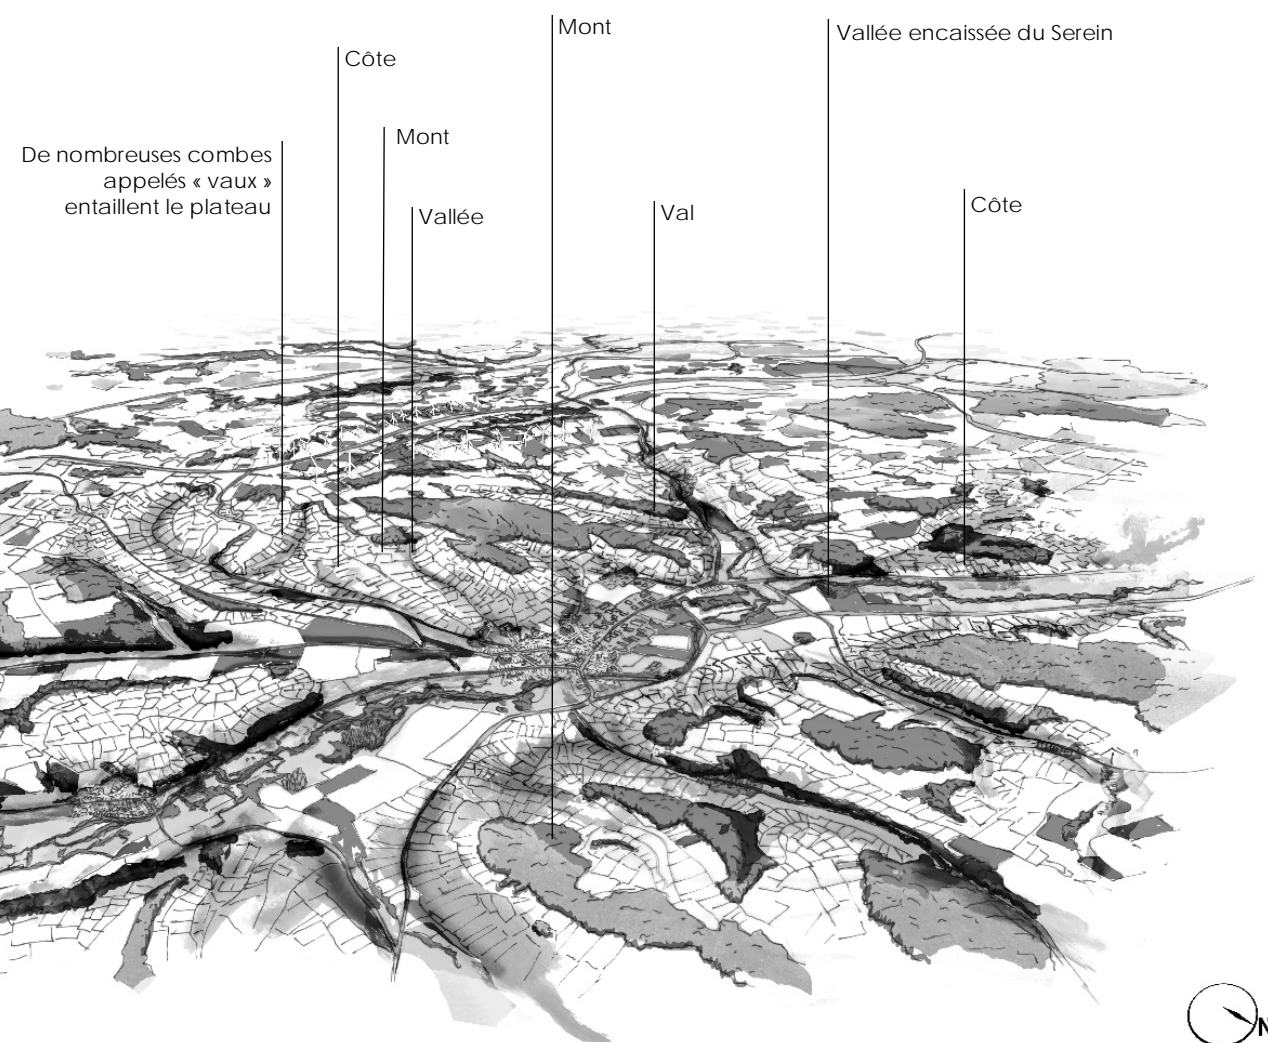 Mont
Vallée encaissée du Serein
Côte
Mont
De nombreuses combes
appelés « vaux »
entaillent le plateau
Vallée
Val
Côte
N